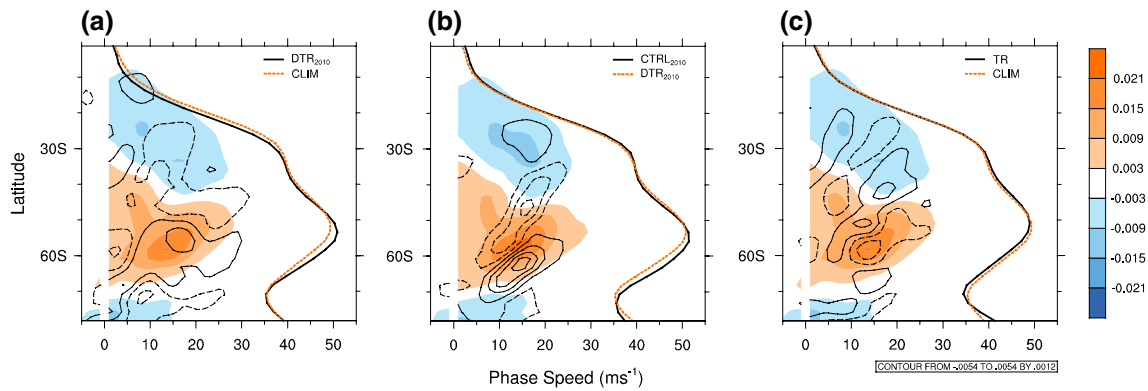 (a)
(b)
(c)
DTR2010
CLIM
CTRL2010
DTR2010
TR
CLIM
Latitude
30S
60S
30S
60S
30S
60S
0 10 20 30 40 50
0 10 20 30 40 50
0 10 20 30 40 50
Phase Speed (ms-1)
CONTOUR FROM -.0054 TO .0054 BY .0012
0.021
0.015
0.009
0.003
-0.003
-0.009
-0.015
-0.021